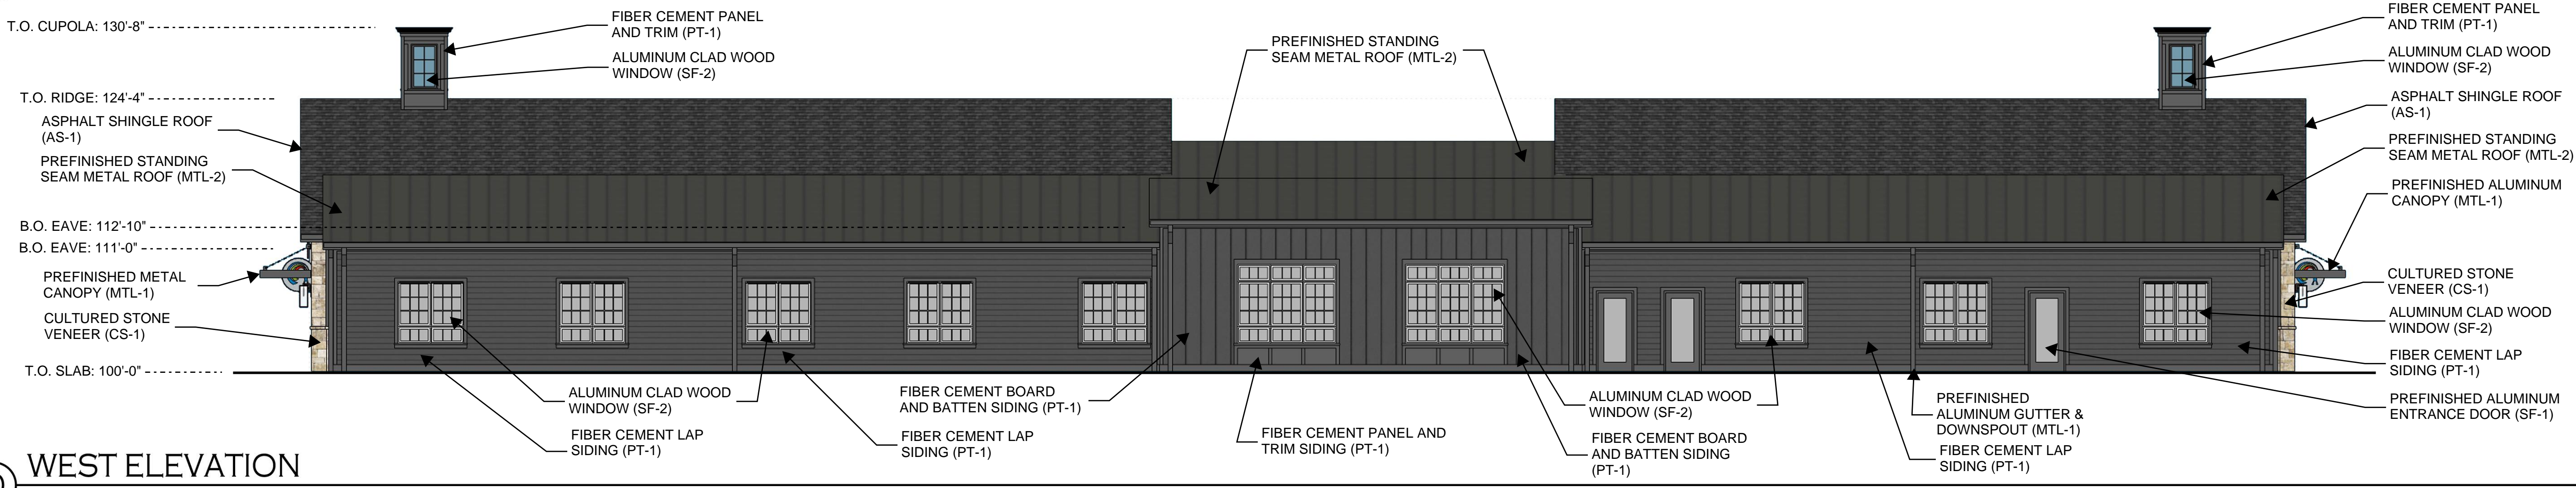 T.O. CUPOLA: 130'-8"
T.O. RIDGE: 124'-4"
ASPHALT SHINGLE ROOF
(AS-1)
PREFINISHED STANDING
SEAM METAL ROOF (MTL-2)
B.O. EAVE: 112'-10"
B.O. EAVE: 111'-0"
PREFINISHED METAL
CANOPY (MTL-1)
CULTURED STONE
VENEER (CS-1)
T.O. SLAB: 100'-0"
FIBER CEMENT PANEL
AND TRIM (PT-1)
ALUMINUM CLAD WOOD
WINDOW (SF-2)
PREFINISHED STANDING
SEAM METAL ROOF (MTL-2)
FIBER CEMENT PANEL
AND TRIM (PT-1)
ALUMINUM CLAD WOOD
WINDOW (SF-2)
ASPHALT SHINGLE ROOF
(AS-1)
PREFINISHED STANDING
SEAM METAL ROOF (MTL-2)
PREFINISHED ALUMINUM
CANOPY (MTL-1)
CULTURED STONE
VENEER (CS-1)
ALUMINUM CLAD WOOD
WINDOW (SF-2)
FIBER CEMENT LAP
SIDING (PT-1)
PREFINISHED ALUMINUM
ENTRANCE DOOR (SF-1)
ALUMINUM CLAD WOOD
WINDOW (SF-2)
FIBER CEMENT LAP
SIDING (PT-1)
FIBER CEMENT BOARD
AND BATTEN SIDING (PT-1)
FIBER CEMENT LAP
SIDING (PT-1)
FIBER CEMENT PANEL AND
TRIM SIDING (PT-1)
ALUMINUM CLAD WOOD
WINDOW (SF-2)
FIBER CEMENT BOARD
AND BATTEN SIDING
(PT-1)
PREFINISHED
ALUMINUM GUTTER &
DOWNSPOUT (MTL-1)
FIBER CEMENT LAP
SIDING (PT-1)
WEST ELEVATION